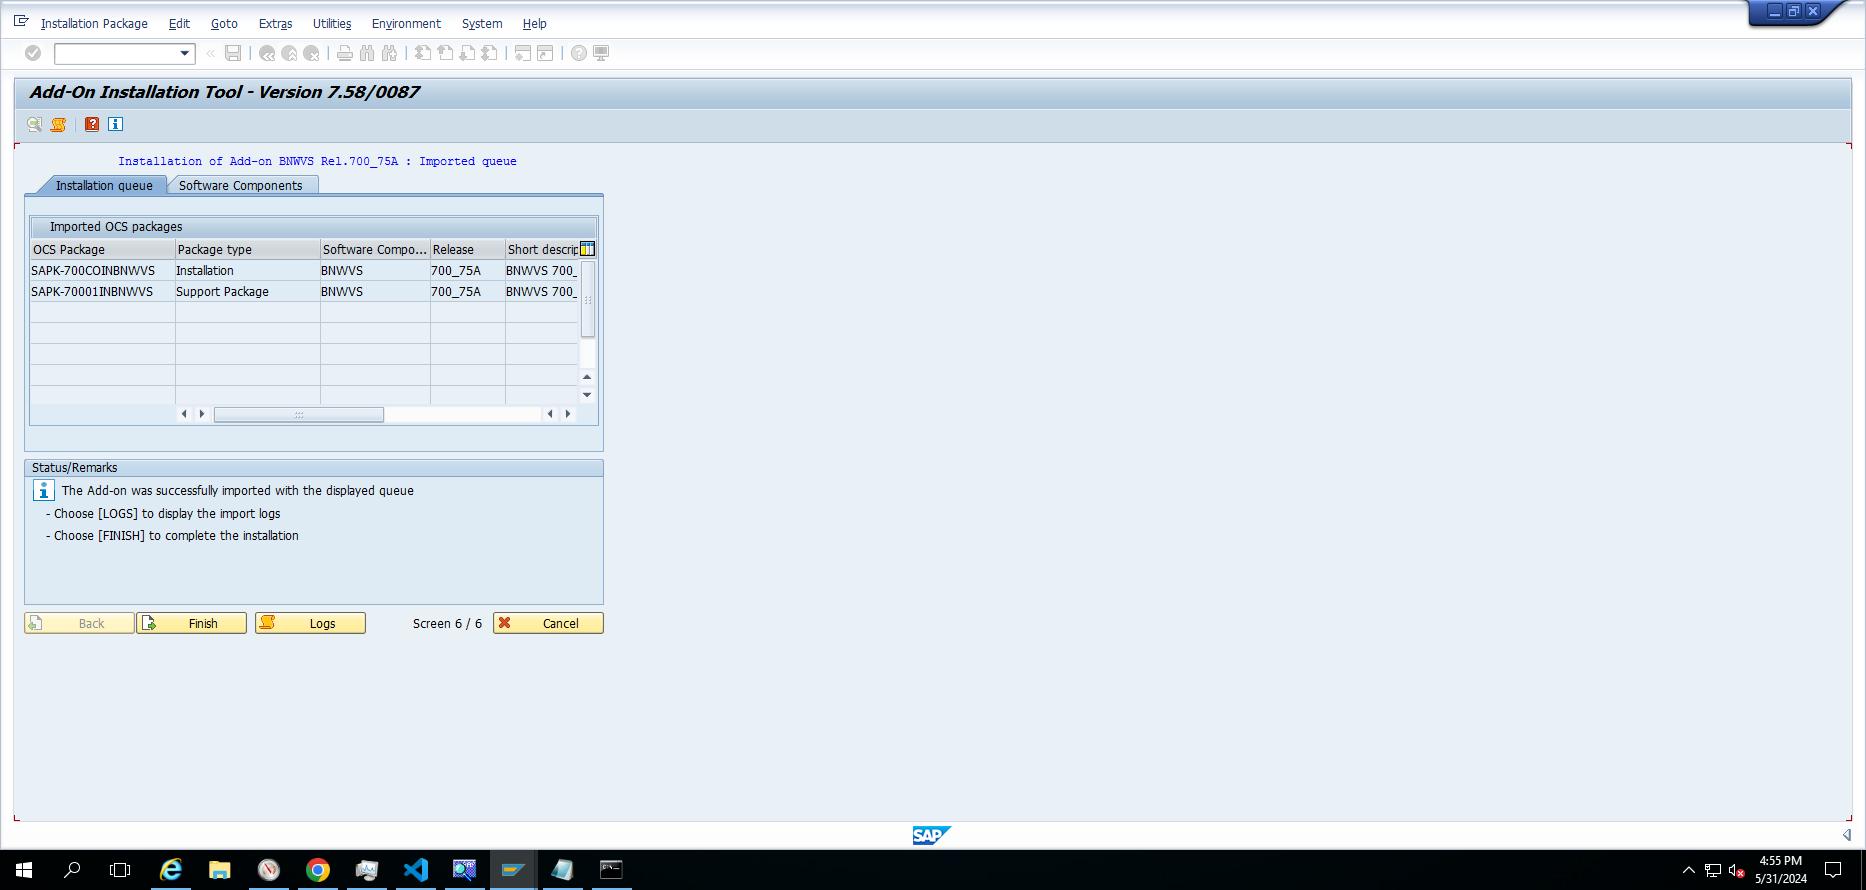 Installation Package Edit Goto Extras Utilities Environment System Help
Add-On Installation Tool - Version 7.58/0087
Installation of Add-on BNWVS Rel.700_75A : Imported queue
Installation queue Software Components
Imported OCS packages
OCS Package Package type Software Compo... Release Short descrip
SAPK-700COINBNWVS Installation BNWVS 700_75A BNWVS 700_
SAPK-70001INBNWVS Support Package BNWVS 700_75A BNWVS 700_
Status/Remarks
The Add-on was successfully imported with the displayed queue
- Choose [LOGS] to display the import logs
- Choose [FINISH] to complete the installation
Back Finish Logs Screen 6 / 6 Cancel
SAP
4:55 PM
5/31/2024